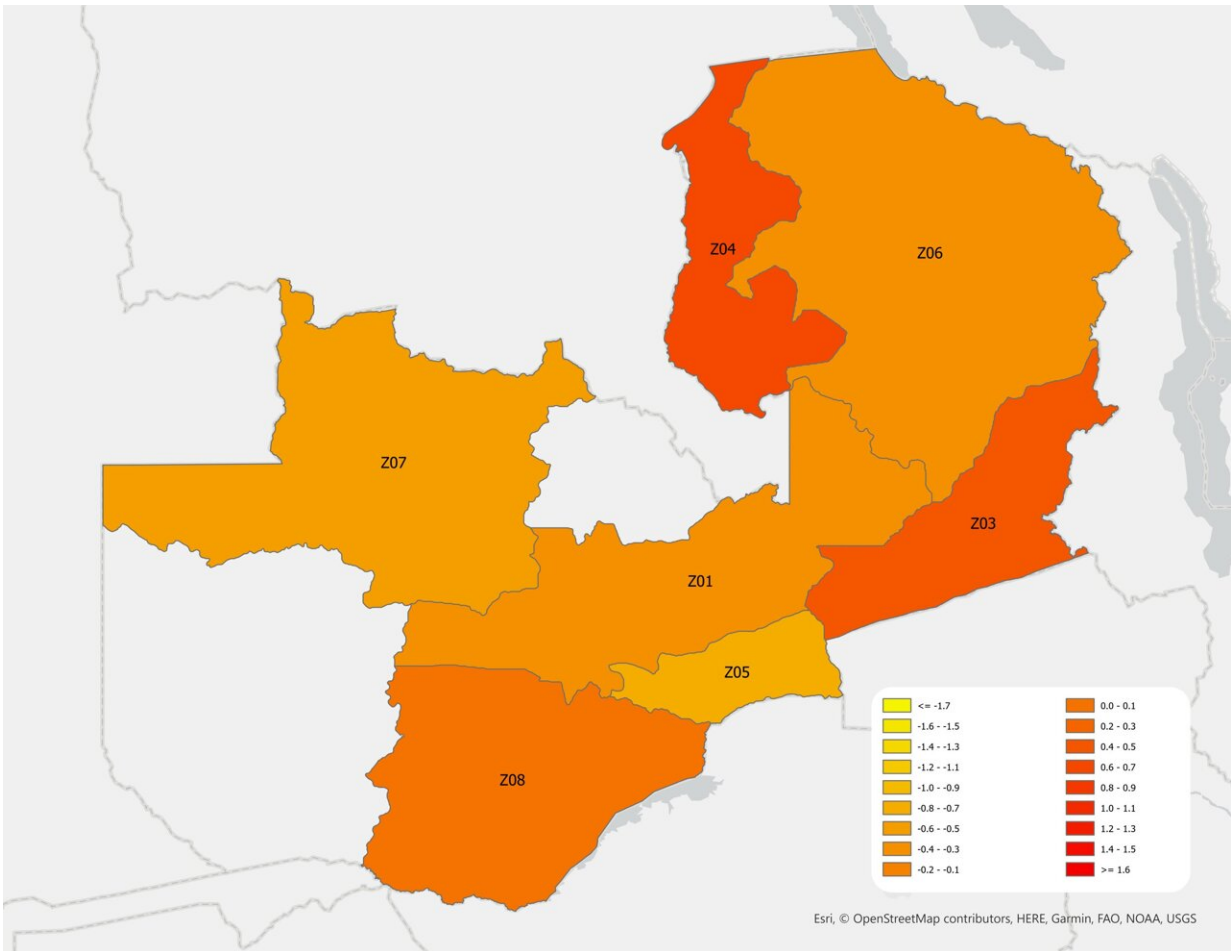 Z04
Z06
Z07
Z03
Z01
Z05
Z08
<= -1.7
-1.6 - -1.5
-1.4 - -1.3
-1.2 - -1.1
-1.0 - -0.9
-0.8 - -0.7
-0.6 - -0.5
-0.4 - -0.3
-0.2 - -0.1
0.0 - 0.1
0.2 - 0.3
0.4 - 0.5
0.6 - 0.7
0.8 - 0.9
1.0 - 1.1
1.2 - 1.3
1.4 - 1.5
>= 1.6
Esri, © OpenStreetMap contributors, HERE, Garmin, FAO, NOAA, USGS